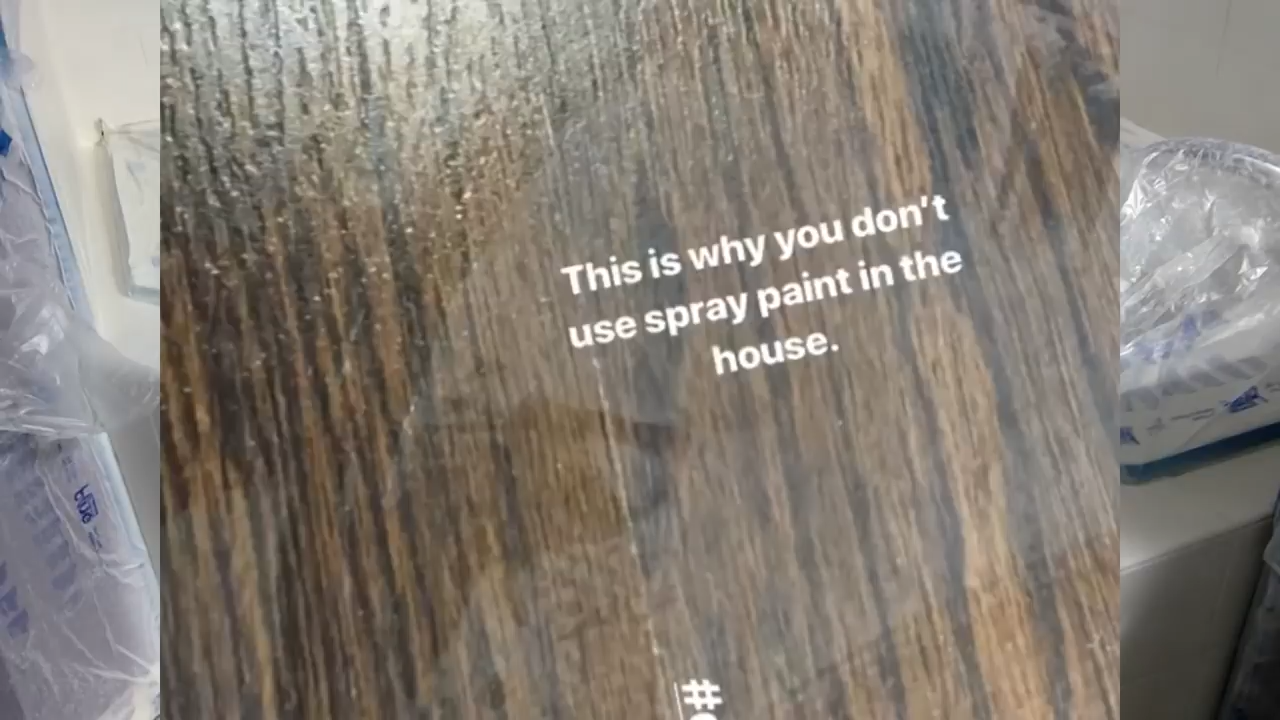 This is why you don't
use spray paint in the
house.
#